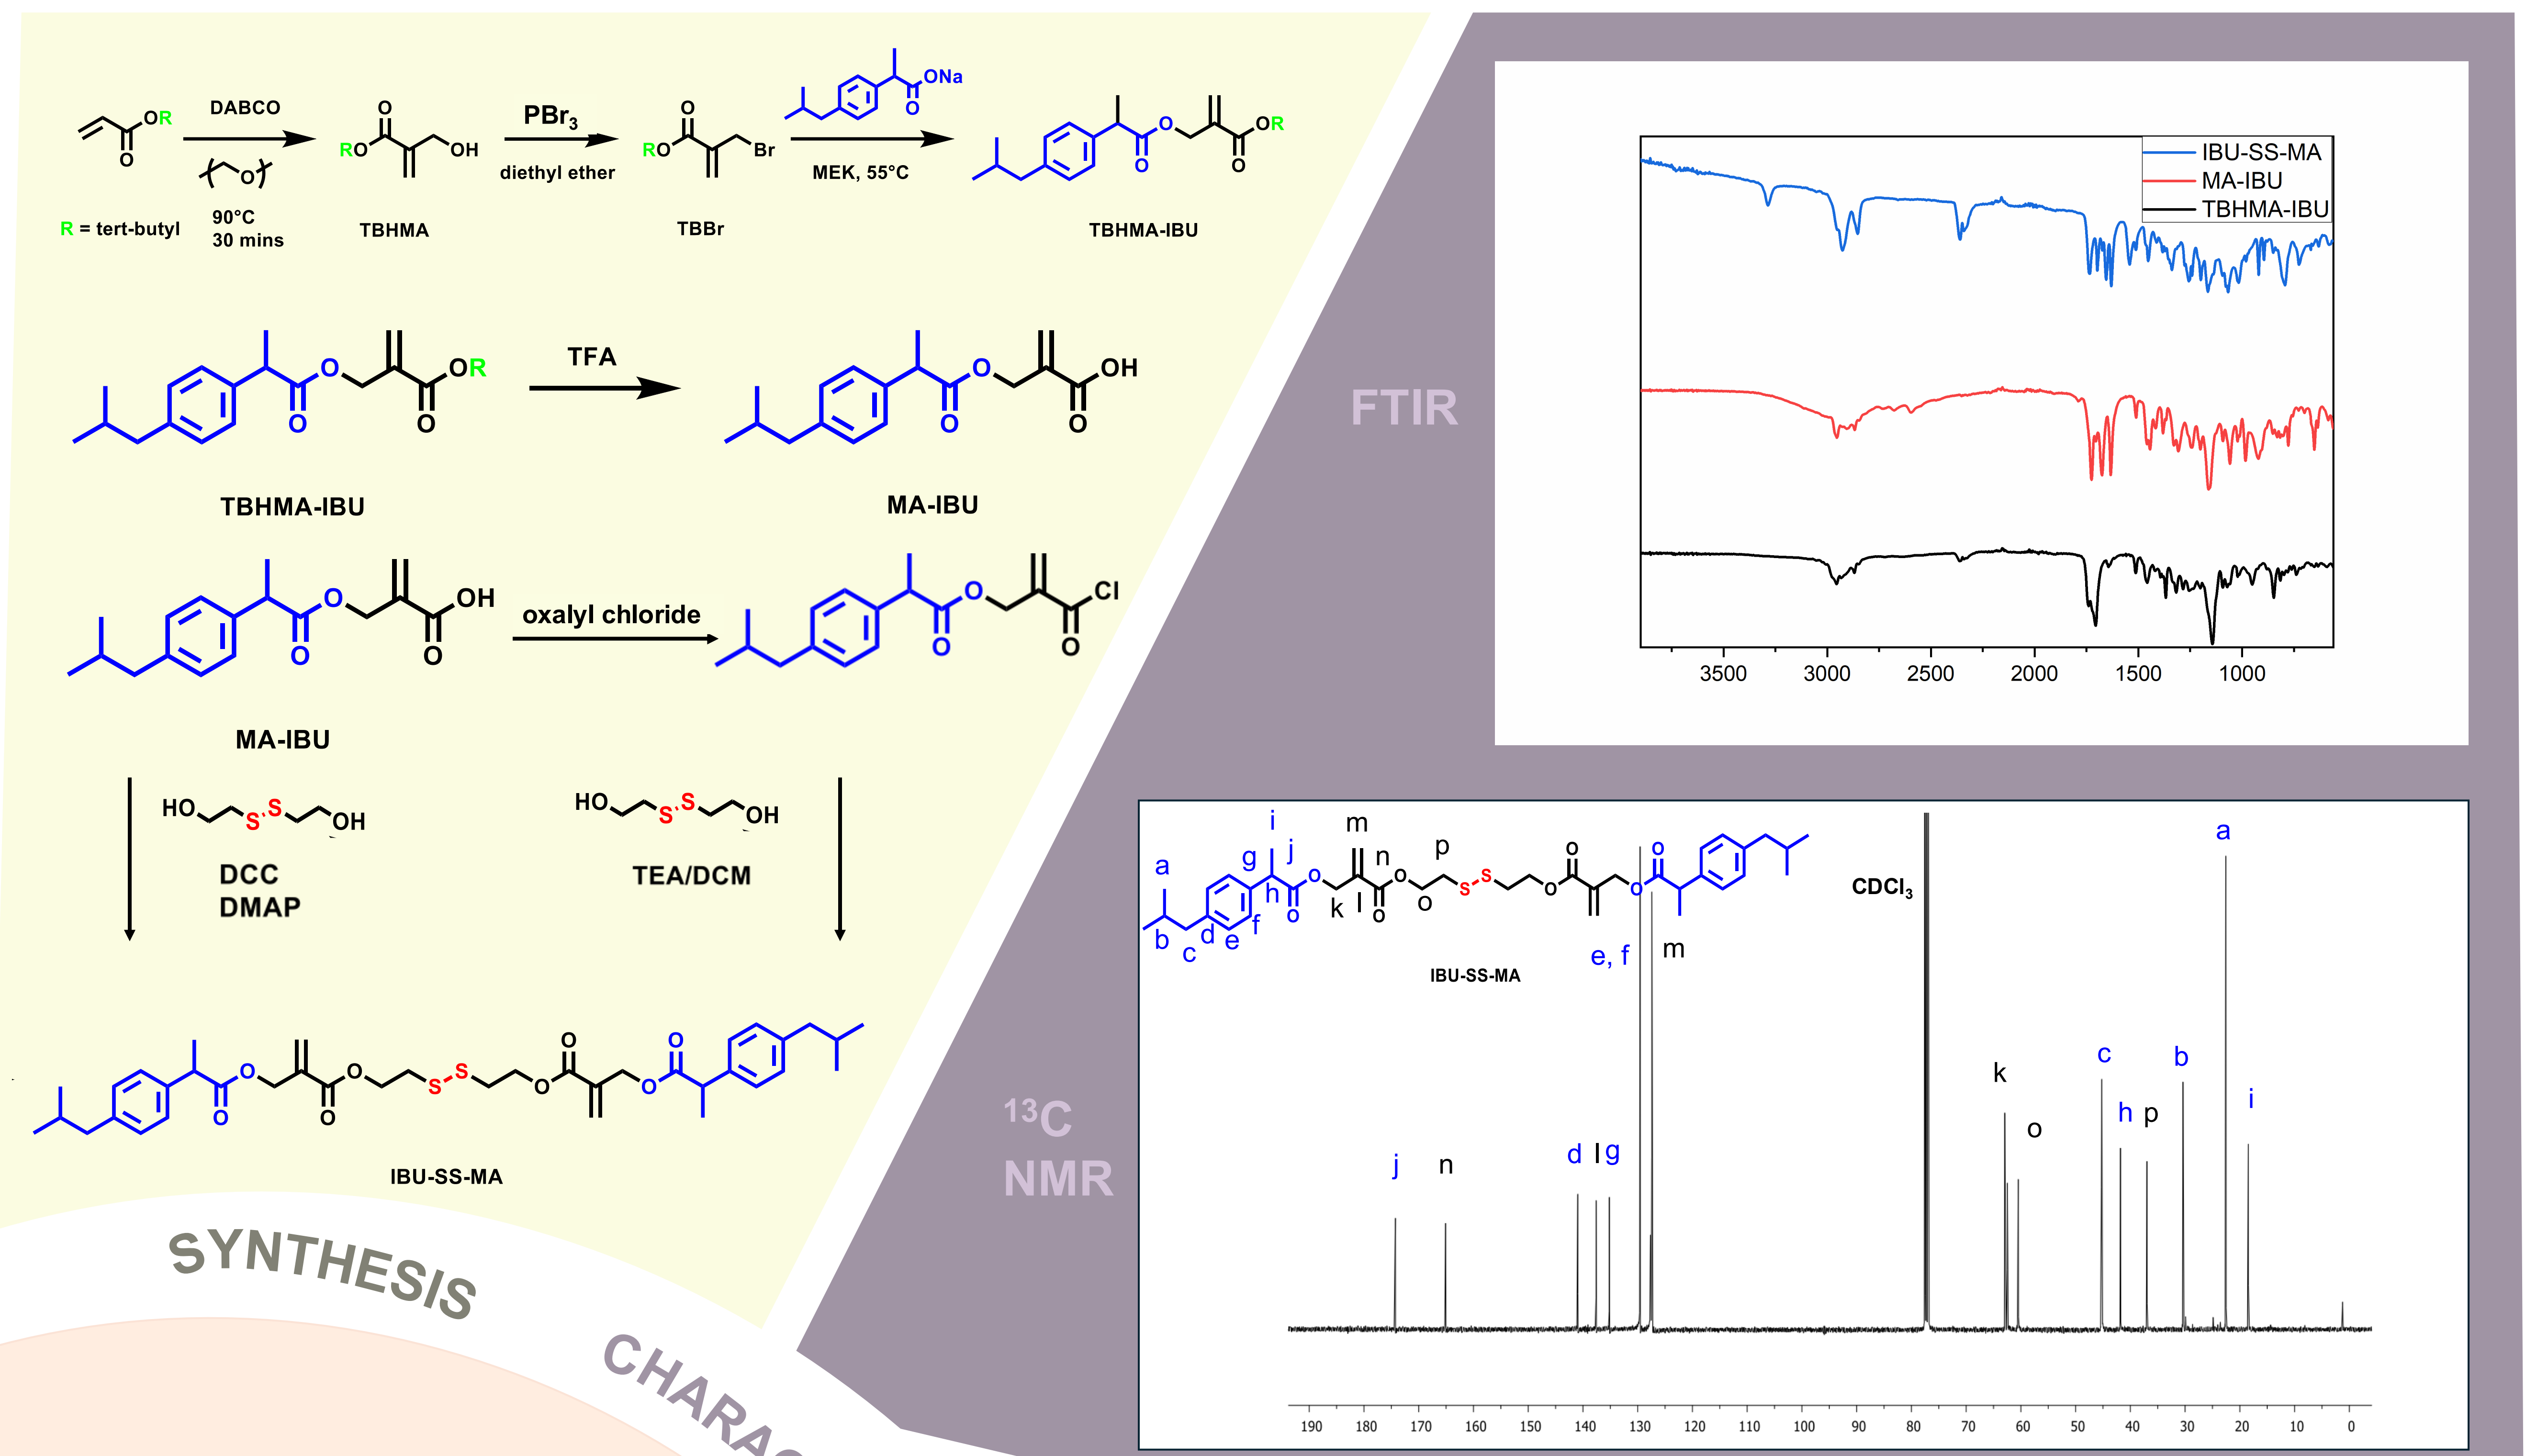 DABCO
90°C
30 mins
R = tert-butyl
OR
O
O
RO
OH
TBHMA
PBr3
diethyl ether
O
RO
Br
TBBr
ONa
O
MEK, 55°C
O
O
OR
O
TBHMA-IBU
O
O
OR
O
TBHMA-IBU
TFA
O
O
OH
O
MA-IBU
O
O
OH
O
MA-IBU
oxalyl chloride
O
O
Cl
O
HO
S
S
OH
DCC
DMAP
HO
S
S
OH
TEA/DCM
O
O
O
O
S
S
O
O
O
O
IBU-SS-MA
SYNTHESIS
CHARAC
FTIR
IBU-SS-MA
MA-IBU
TBHMA-IBU
3500 3000 2500 2000 1500 1000
13C
NMR
i
m
a
g
j
n
p
h
k
l
o
b
c
d
e
f
O
O
O
O
S
S
O
O
O
O
IBU-SS-MA
CDCl3
e, f
m
j
n
d
l
g
k
o
c
h
p
b
a
i
190 180 170 160 150 140 130 120 110 100 90 80 70 60 50 40 30 20 10 0